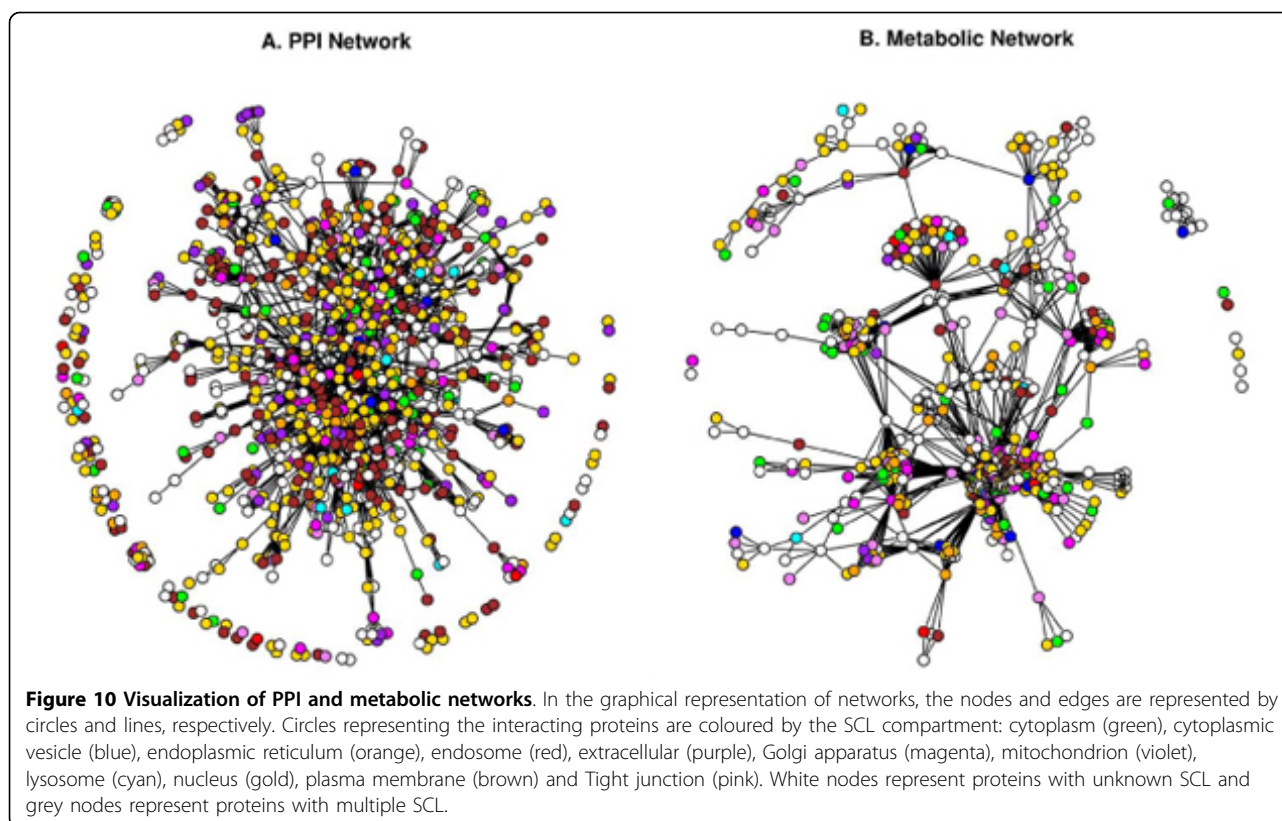 A. PPI Network
B. Metabolic Network
Figure 10 Visualization of PPI and metabolic networks. In the graphical representation of networks, the nodes and edges are represented by
circles and lines, respectively. Circles representing the interacting proteins are coloured by the SCL compartment: cytoplasm (green), cytoplasmic
vesicle (blue), endoplasmic reticulum (orange), endosome (red), extracellular (purple), Golgi apparatus (magenta), mitochondrion (violet),
lysosome (cyan), nucleus (gold), plasma membrane (brown) and Tight junction (pink). White nodes represent proteins with unknown SCL and
grey nodes represent proteins with multiple SCL.